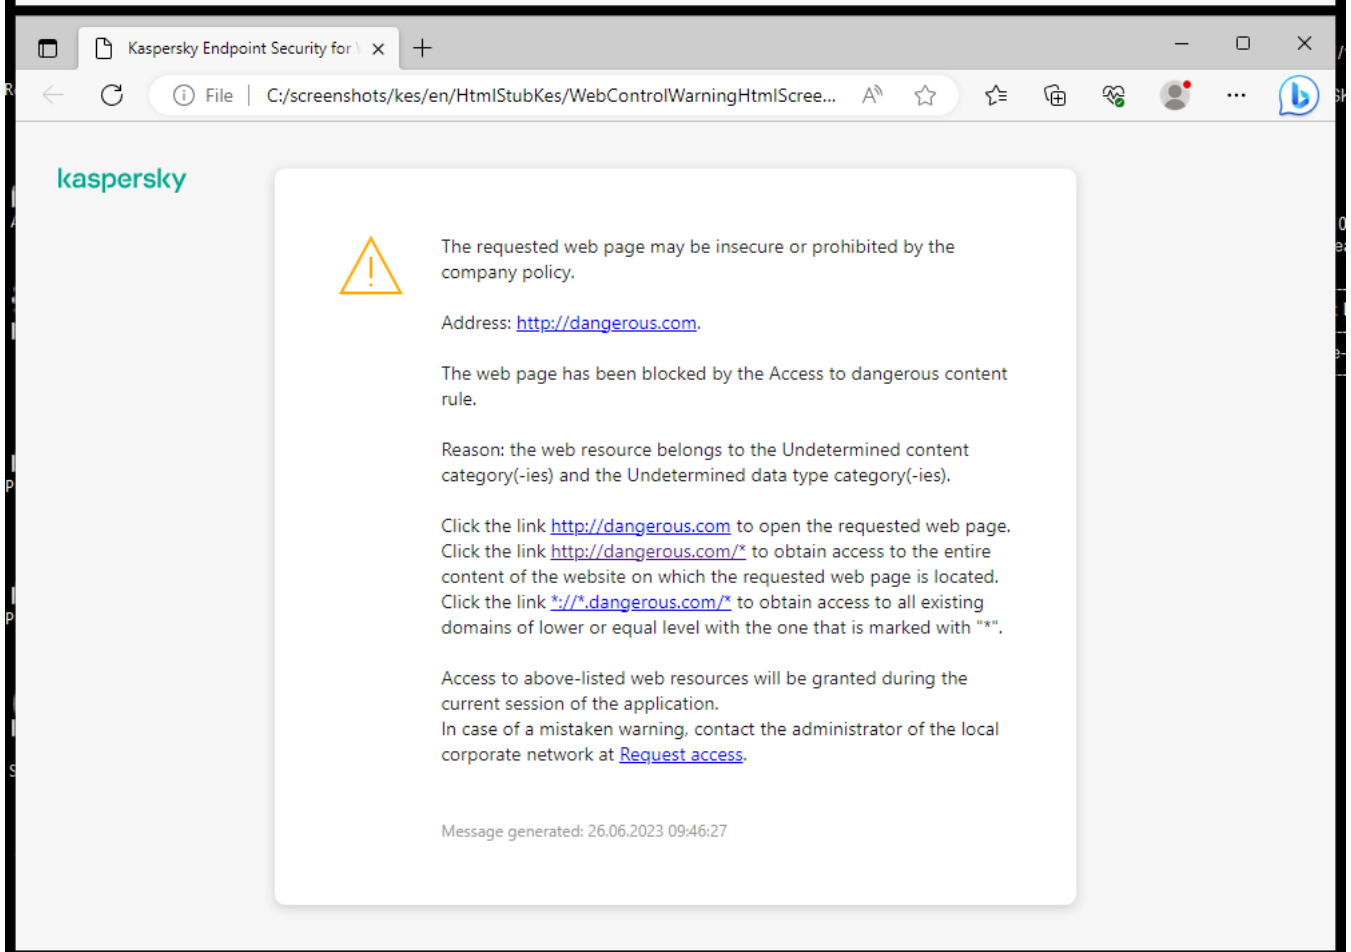 Kaspersky Endpoint Security for
File
C:/screenshots/kes/en/HtmlStubKes/WebControlWarningHtmlScree...
kaspersky
The requested web page may be insecure or prohibited by the
company policy.
Address: http://dangerous.com.
The web page has been blocked by the Access to dangerous content
rule.
Reason: the web resource belongs to the Undetermined content
category(-ies) and the Undetermined data type category(-ies).
Click the link http://dangerous.com to open the requested web page.
Click the link http://dangerous.com/* to obtain access to the entire
content of the website on which the requested web page is located.
Click the link *://*.dangerous.com/* to obtain access to all existing
domains of lower or equal level with the one that is marked with "*".
Access to above-listed web resources will be granted during the
current session of the application.
In case of a mistaken warning, contact the administrator of the local
corporate network at Request access.
Message generated: 26.06.2023 09:46:27